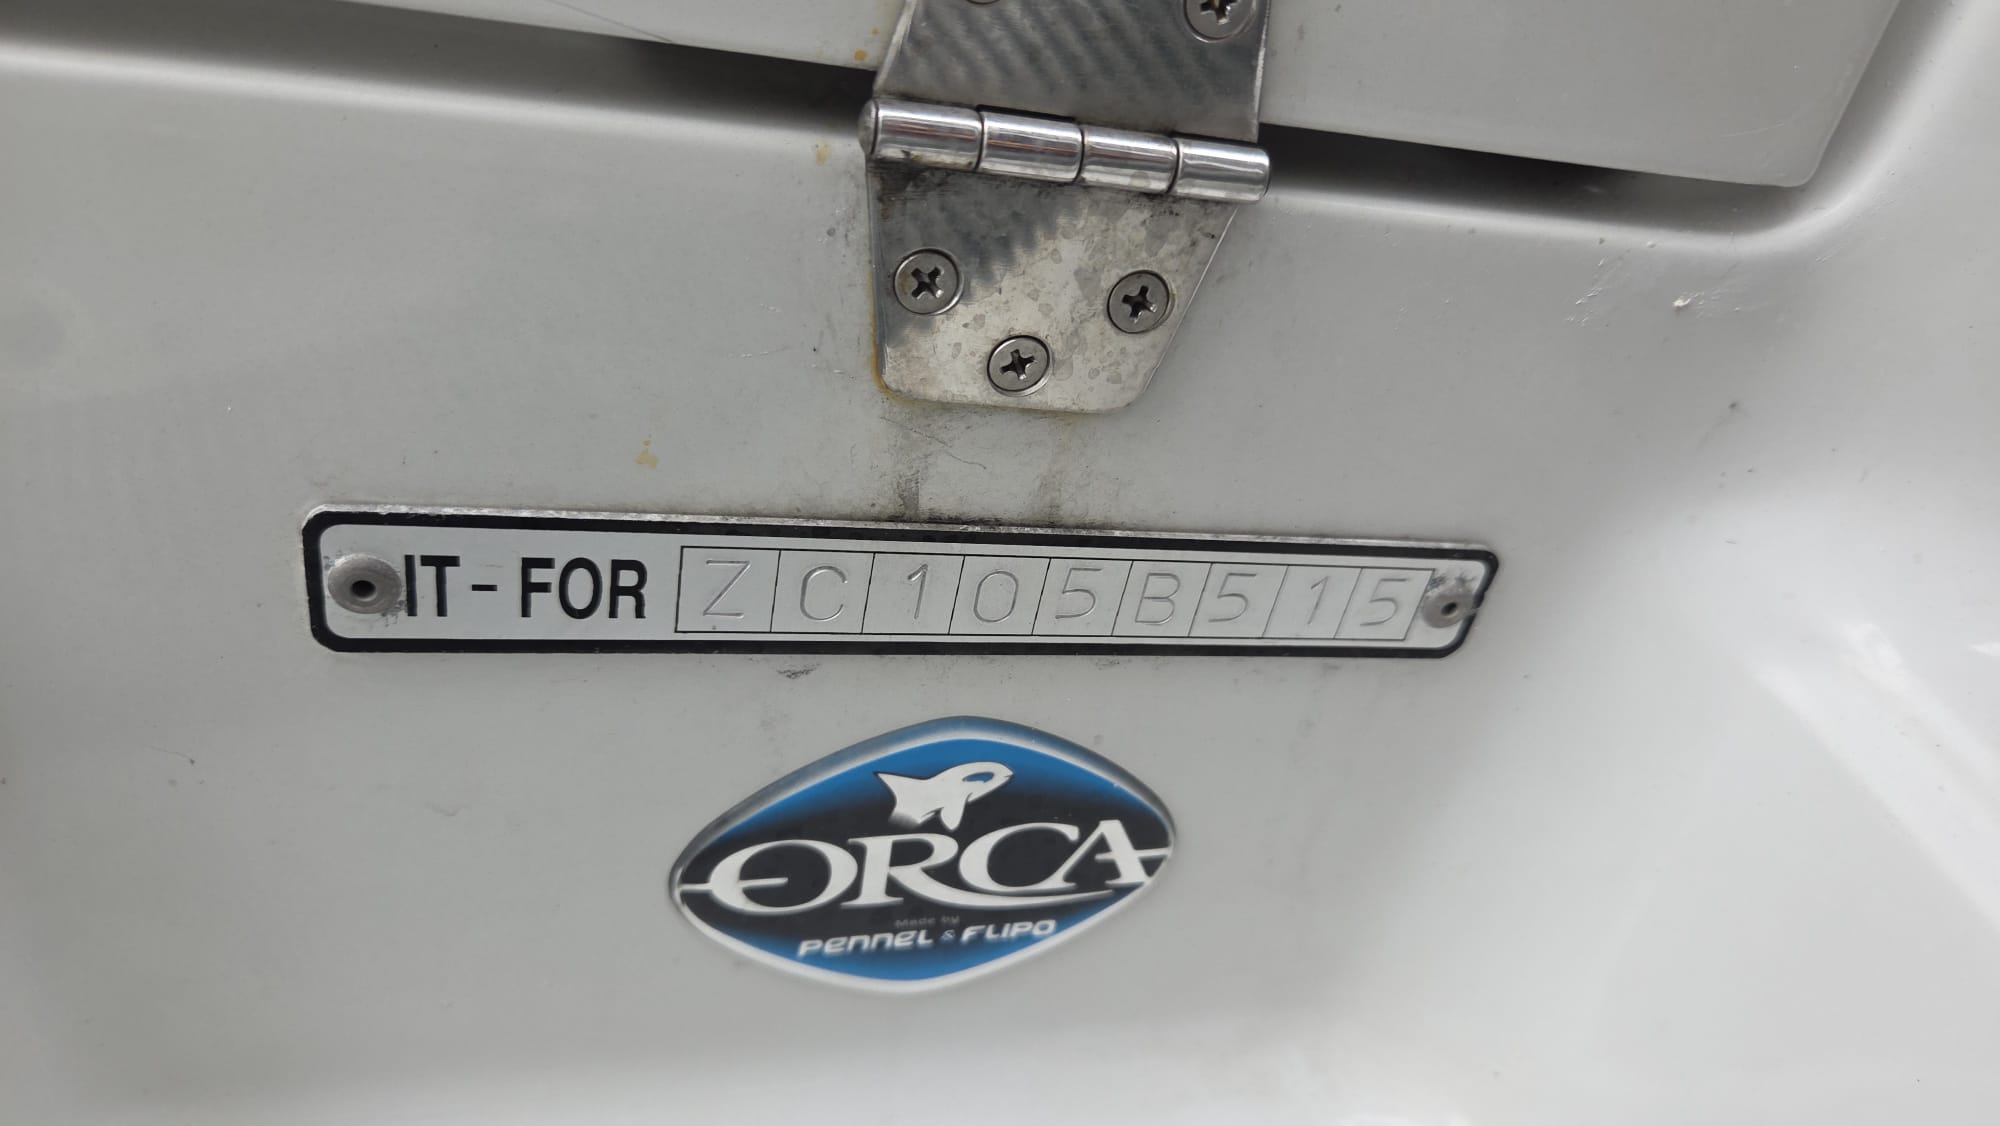 IT-FOR ZC105B515
ORCA
Made by
PENNEL & FLIPO